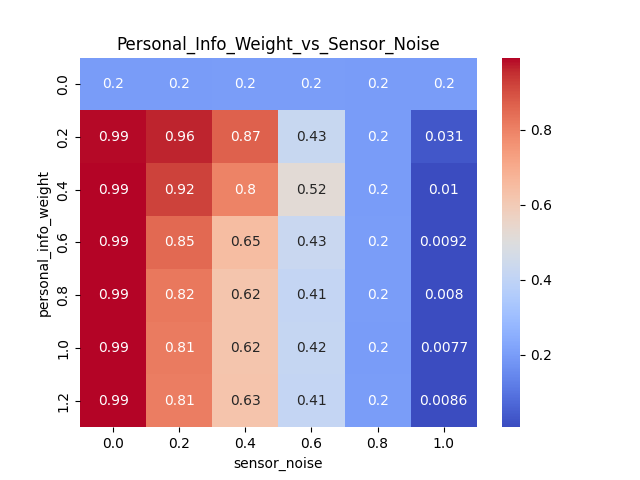 Personal_Info_Weight_vs_Sensor_Noise
0.0 0.2 0.2 0.2 0.2 0.2 0.2
0.2 0.99 0.96 0.87 0.43 0.2 0.031
0.4 0.99 0.92 0.8 0.52 0.2 0.01
0.6 0.99 0.85 0.65 0.43 0.2 0.0092
0.8 0.99 0.82 0.62 0.41 0.2 0.008
1.0 0.99 0.81 0.62 0.42 0.2 0.0077
1.2 0.99 0.81 0.63 0.41 0.2 0.0086
personal_info_weight
0.0 0.2 0.4 0.6 0.8 1.0
sensor_noise
0.8
0.6
0.4
0.2